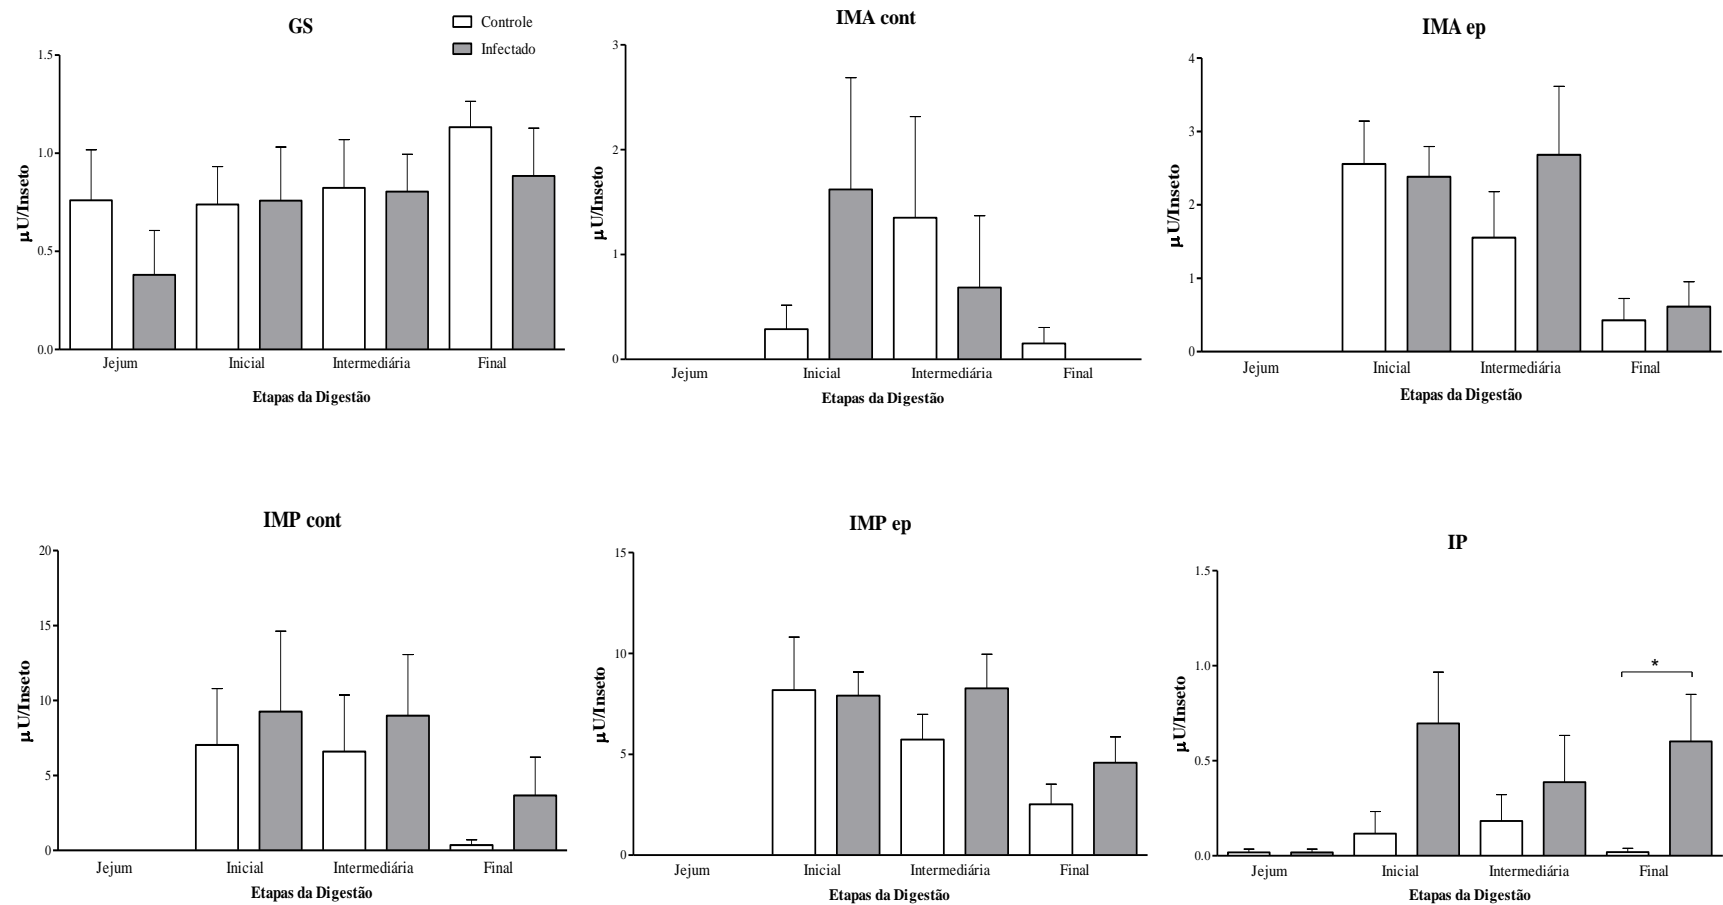 GS
Controle
Infectado
1.5
1.0
0.5
0.0
µU/Inseto
Jejum Inicial Intermediária Final
Etapas da Digestão
IMA cont
3
2
1
0
µU/Inseto
Jejum Inicial Intermediária Final
Etapas da Digestão
IMA ep
4
3
2
1
0
µU/Inseto
Jejum Inicial Intermediária Final
Etapas da Digestão
IMP cont
20
15
10
5
0
µU/Inseto
Jejum Inicial Intermediária Final
Etapas da Digestão
IMP ep
15
10
5
0
µU/Inseto
Jejum Inicial Intermediária Final
Etapas da Digestão
IP
1.5
1.0
0.5
0.0
*
µU/Inseto
Jejum Inicial Intermediária Final
Etapas da Digestão